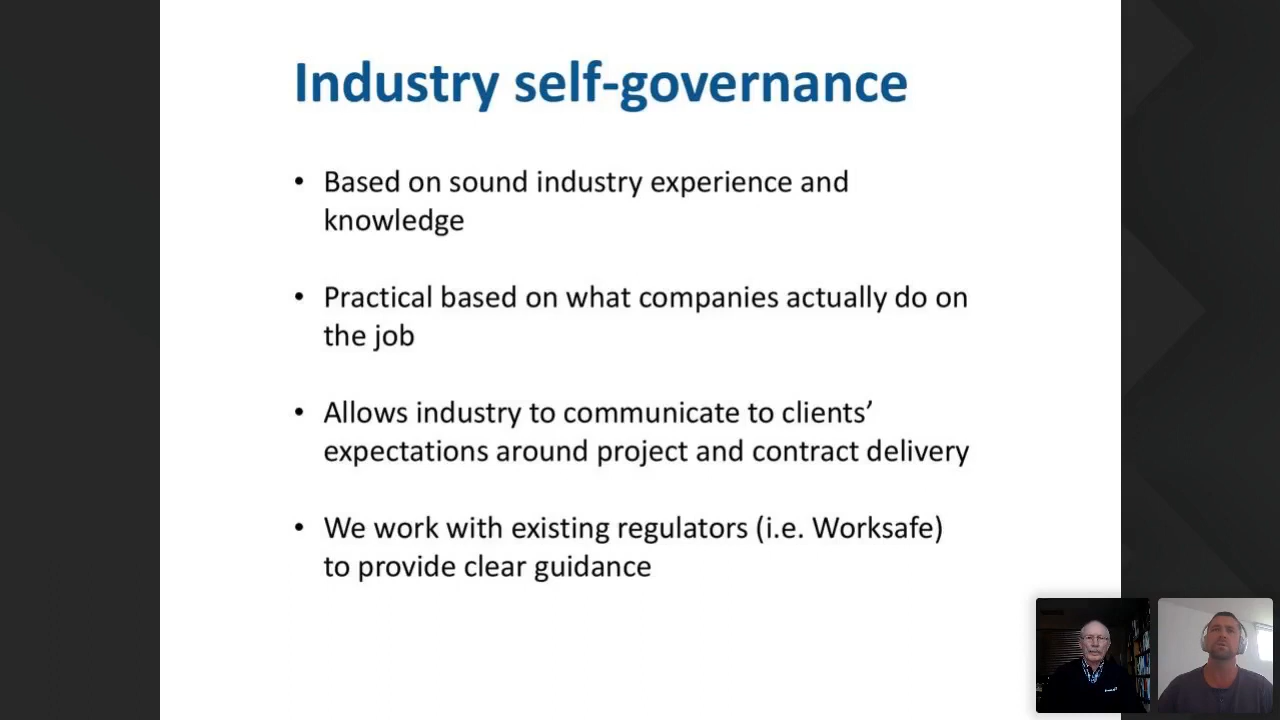 Industry self-governance
• Based on sound industry experience and
knowledge
• Practical based on what companies actually do on
the job
• Allows industry to communicate to clients’
expectations around project and contract delivery
• We work with existing regulators (i.e. Worksafe)
to provide clear guidance